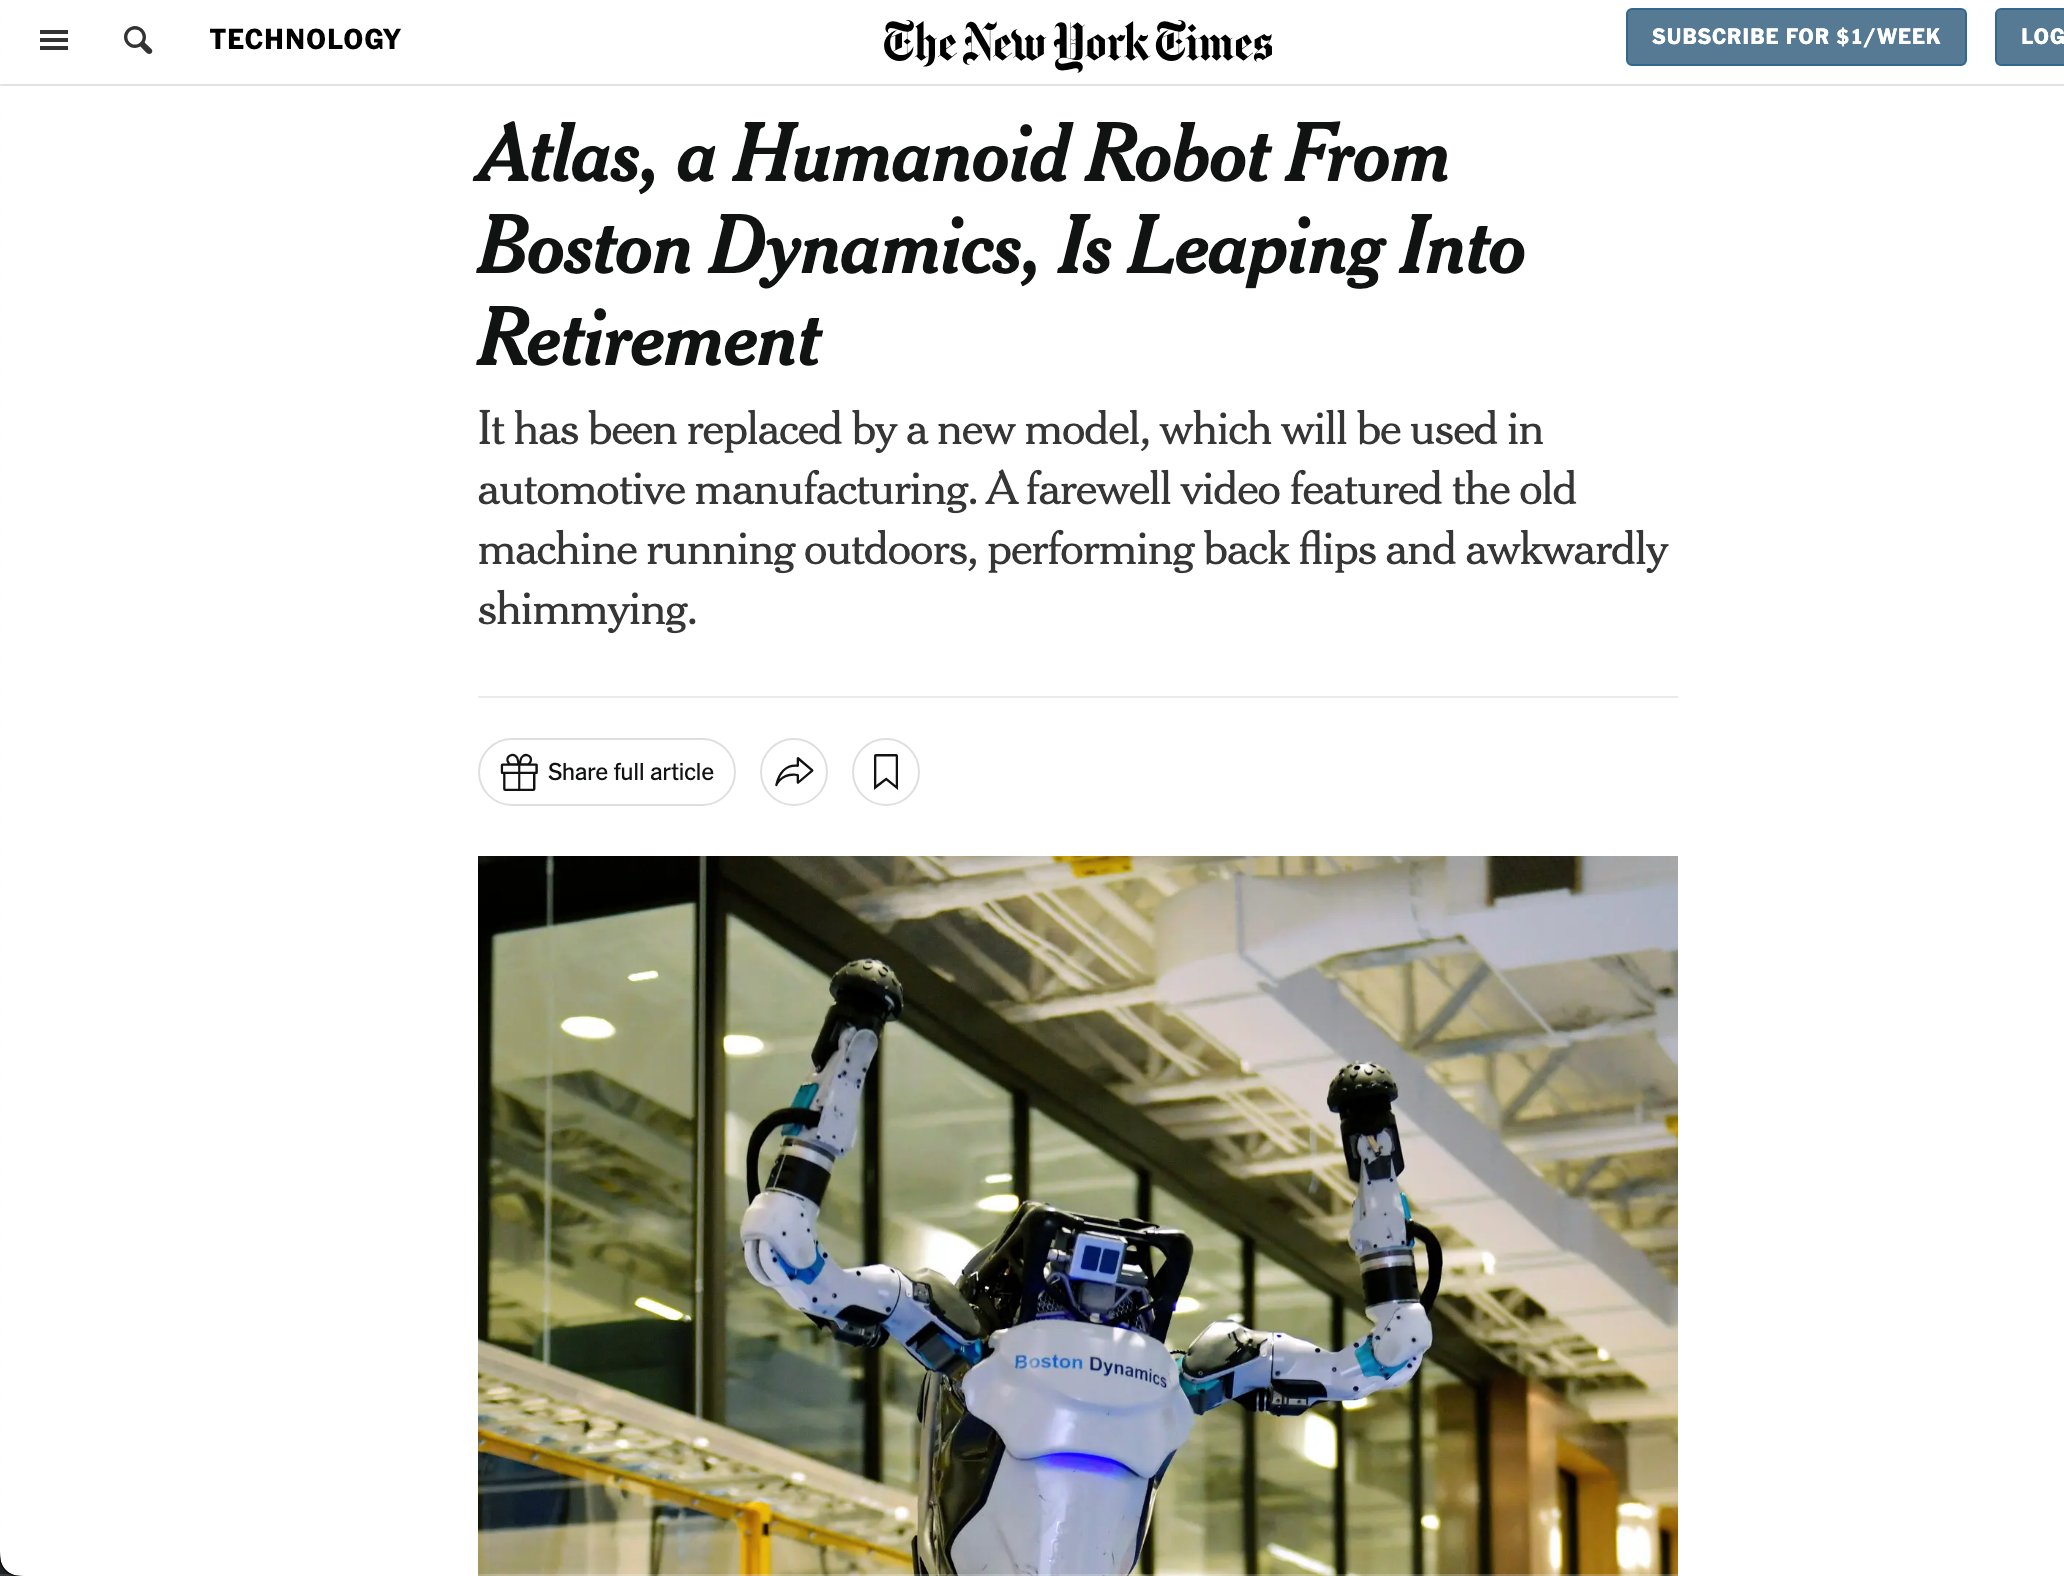 TECHNOLOGY
The New York Times
SUBSCRIBE FOR $1/WEEK
LOG
Atlas, a Humanoid Robot From
Boston Dynamics, Is Leaping Into
Retirement
It has been replaced by a new model, which will be used in
automotive manufacturing. A farewell video featured the old
machine running outdoors, performing back flips and awkwardly
shimmying.
Share full article
Boston Dynamics